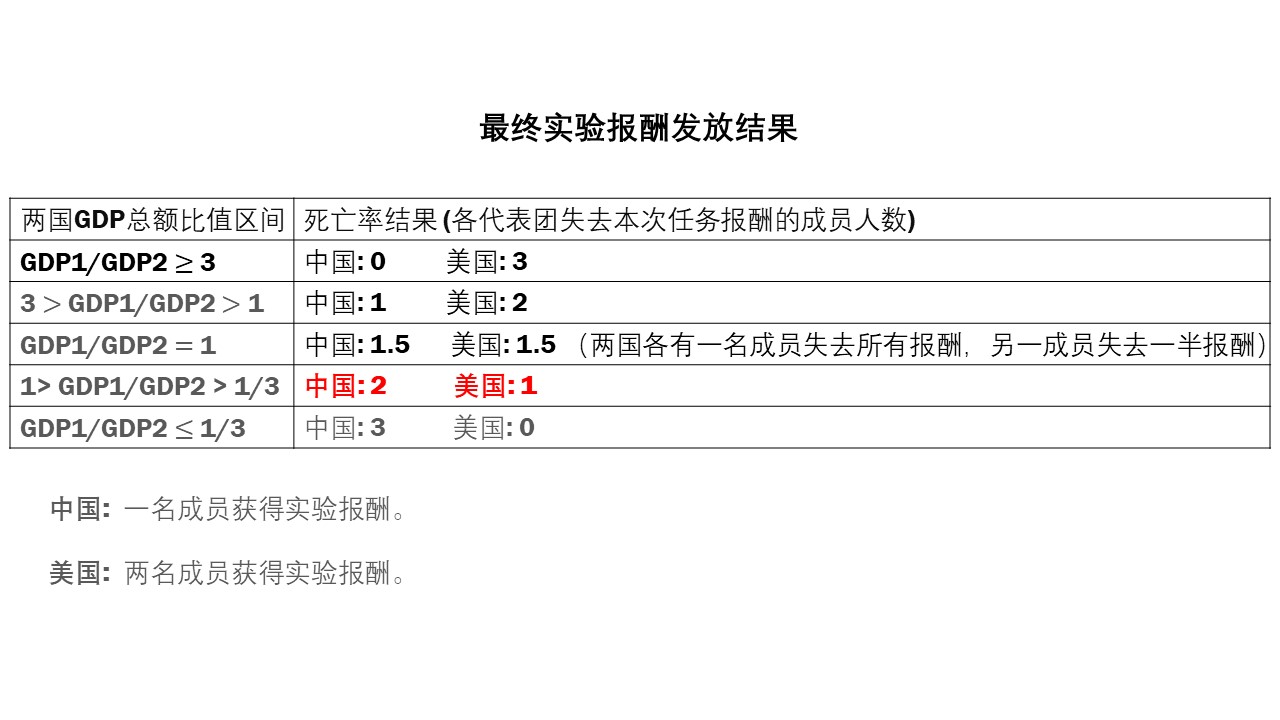 最终实验报酬发放结果
两国GDP总额比值区间 死亡率结果 (各代表团失去本次任务报酬的成员人数)
GDP1/GDP2 ≥ 3 中国: 0 美国: 3
3 > GDP1/GDP2 > 1 中国: 1 美国: 2
GDP1/GDP2 = 1 中国: 1.5 美国: 1.5 （两国各有一名成员失去所有报酬，另一成员失去一半报酬）
1> GDP1/GDP2 > 1/3 中国: 2 美国: 1
GDP1/GDP2 ≤ 1/3 中国: 3 美国: 0
中国: 一名成员获得实验报酬。
美国: 两名成员获得实验报酬。